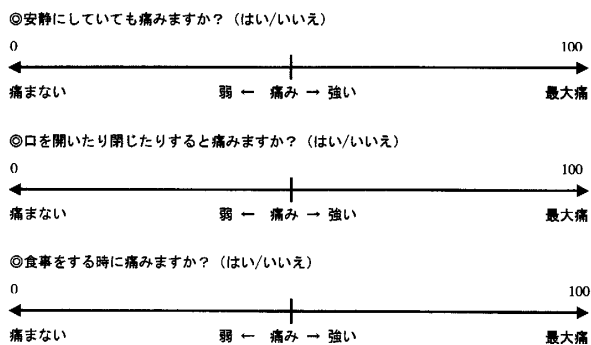 ◎安静にしていても痛みますか？（はい/いいえ）
0 100
痛まない 弱 ← 痛み → 強い 最大痛
◎口を開いたり閉じたりすると痛みますか？（はい/いいえ）
0 100
痛まない 弱 ← 痛み → 強い 最大痛
◎食事をする時に痛みますか？（はい/いいえ）
0 100
痛まない 弱 ← 痛み → 強い 最大痛